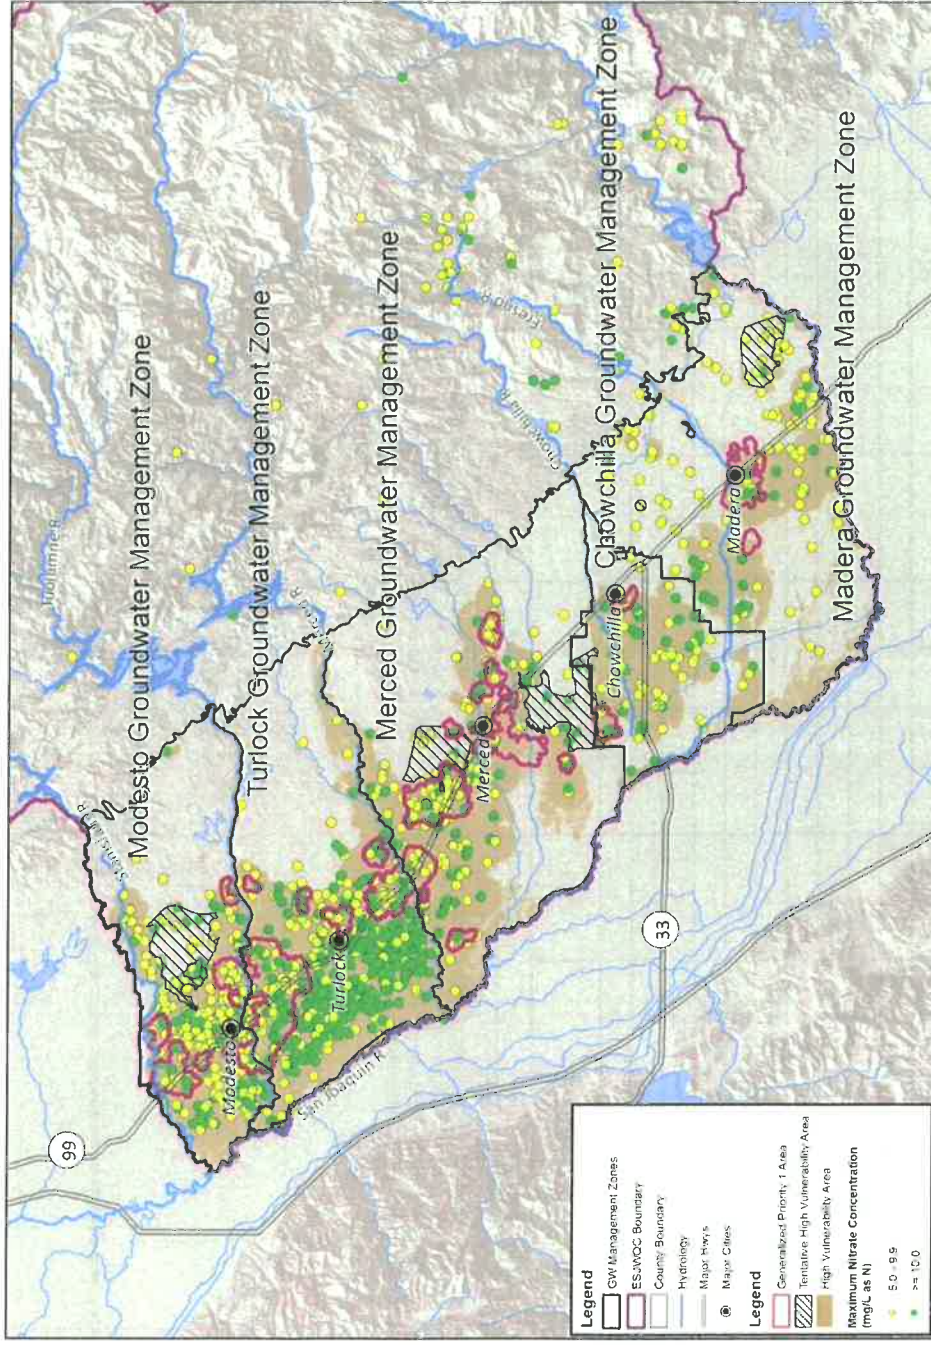 Modesto Groundwater Management Zone
Turlock Groundwater Management Zone
Merced Groundwater Management Zone
Chowchilla Groundwater Management Zone
Madera Groundwater Management Zone
Tuolumne R
Stanislaus R
Merced R
Chowchilla R
Fresno R
San Joaquin R
Modesto
Turlock
Merced
Chowchilla
Madera
99
33
Legend
GW Management Zones
ESJWQC Boundary
County Boundary
Hydrology
Major Hwys
Major Cities
Legend
Generalized Priority 1 Area
Tentative High Vulnerability Area
High Vulnerability Area
Maximum Nitrate Concentration
(mg/L as N)
5.0 - 9.9
>= 10.0